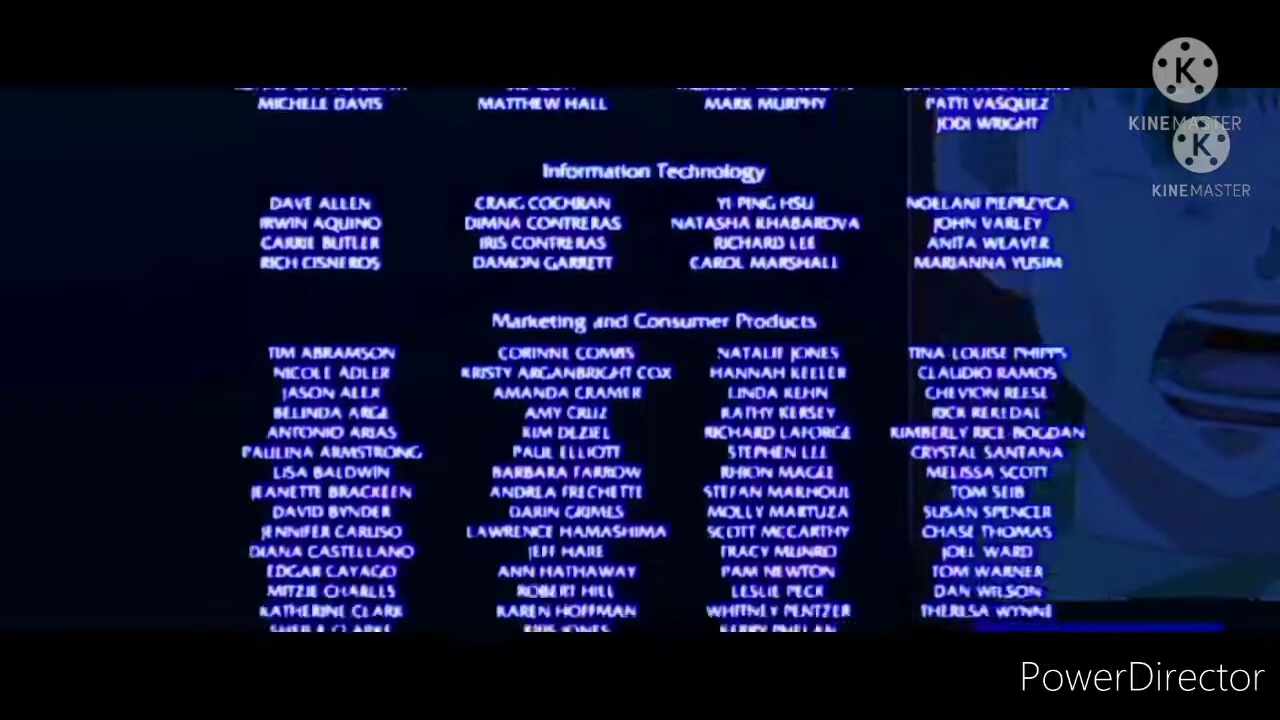 MICHELE DAVIS MATTHEW HALL MARK MURPHY PATTI VASQUEZ
JODI WRIGHT
KINEMASTER
KINEMASTER
Information Technology
DAVE ALLEN CRAIG COCHRAN YI-PING HSU
IRWIN AQUINO DIMNA CONTRERAS NATASHA KHABAROVA JOHN VARLEY
CARRIE BUTLER IRIS CONTRERAS RICHARD LEE ANITA WEAVER
RICH CISNEROS DAMON GARRETT CAROL MARSHALL MARIANNA YUSIM
Marketing and Consumer Products
TIM ABRAMSON CORINNE COMBS NATALIE JONES TINA-LOUISE PHIPPS
NICOLE ADLER KRISTY ARGANBRIGHT COX HANNAH KEELER CLAUDIO RAMOS
JASON ALEX AMANDA CRAMER LINDA KEHN CHEVION REESE
BELINDA ARCE AMY CRUZ KATHY KERSEY RICK REKEDAL
ANTONIO ARIAS KIM DEZIEL RICHARD LAFORGE KIMBERLY RICE-BOGDAN
PAULINA ARMSTRONG PAUL ELLIOTT STEPHEN LEE CRYSTAL SANTANA
LISA BALDWIN BARBARA FARROW RHION MAGEE MELISSA SCOTT
JEANETTE BRACKEEN ANDREA FRECHETTE STEFAN MAKHOUL TOM SEIB
DAVID BYNDER DARIN GRIMES MOLLY MARTUZA SUSAN SPENCER
JENNIFER CARUSO LAWRENCE HAMASHIMA SCOTT MCCARTHY CHASE THOMAS
DIANA CASTELLANO JEFF HARE TRACY MUNRO JOEL WARD
EDGAR CAYAGO ANN HATHAWAY PAM NEWTON TOM WARNER
MITZIE CHARLES ROBERT HILL LESLIE PECK DAN WILSON
KATHERINE CLARK KAREN HOFFMAN WHITNEY PENTZER THERESA WYNNE
PowerDirector